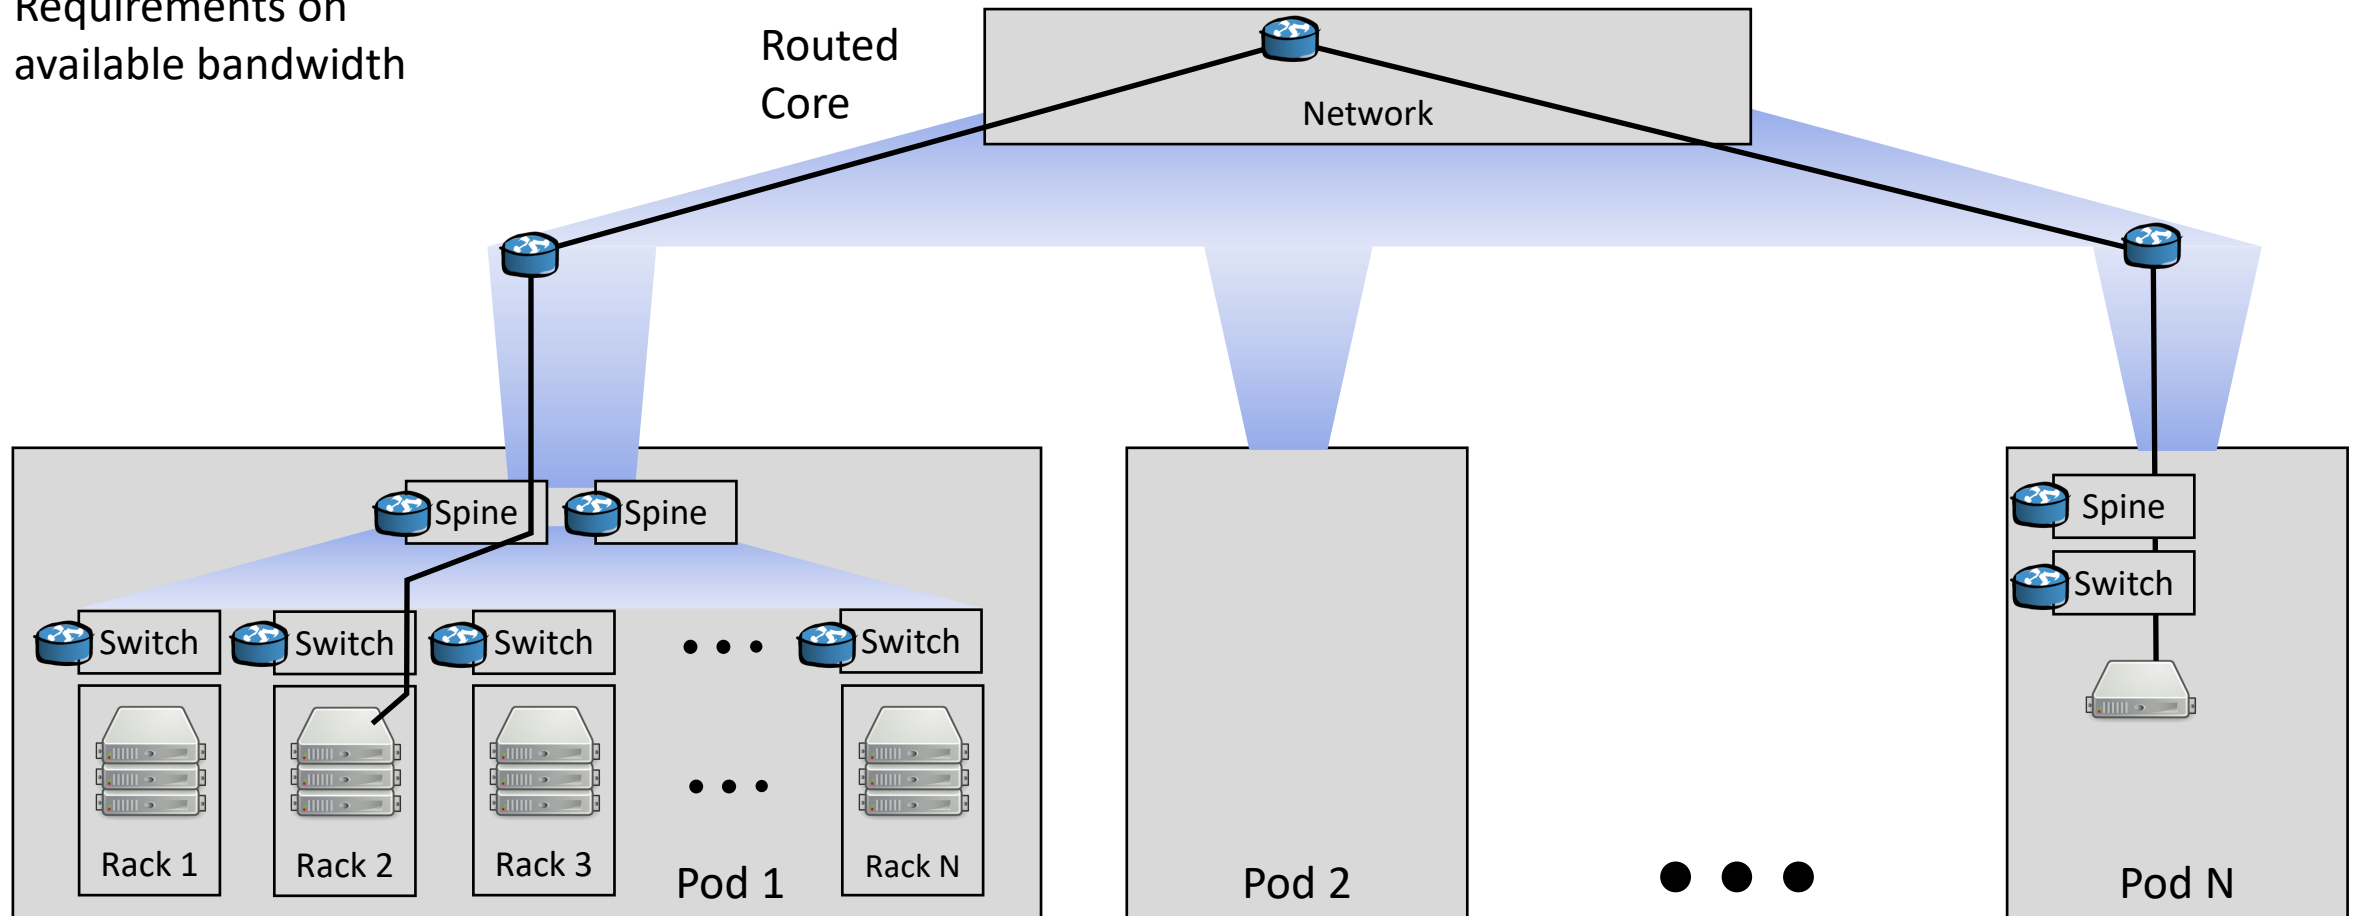 Requirements on
available bandwidth
Routed
Core
Network
Spine
Spine
Spine
Switch
Switch
Switch
Switch
Switch
Rack 1
Rack 2
Rack 3
Rack N
Pod 1
Pod 2
Pod N